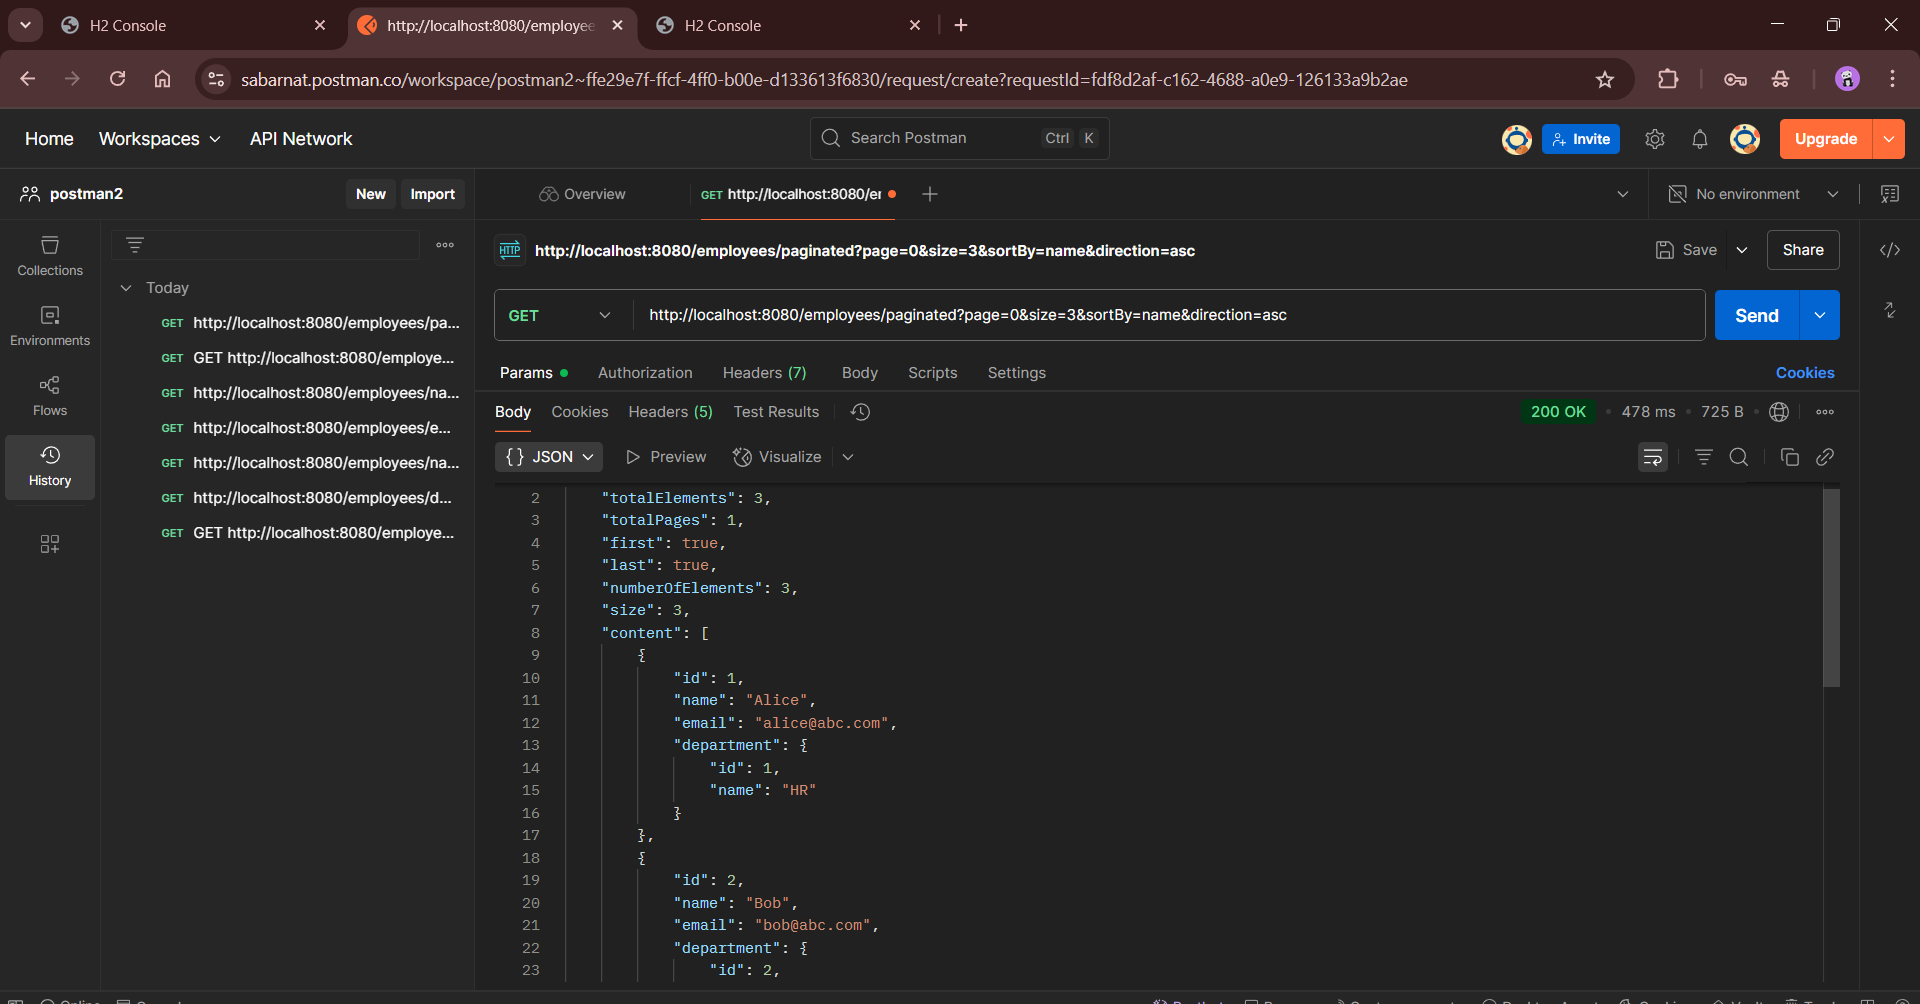 H2 Console
http://localhost:8080/employee
H2 Console
sabarnat.postman.co/workspace/postman2~ffe29e7f-ffcf-4ff0-b00e-d133613f6830/request/create?requestId=fdf8d2af-c162-4688-a0e9-126133a9b2ae
Home Workspaces API Network
Search Postman Ctrl K
Invite Upgrade
postman2 New Import
Overview GET http://localhost:8080/er No environment
Collections
Environments
Flows
History
Today
GET http://localhost:8080/employees/pa...
GET GET http://localhost:8080/employe...
GET http://localhost:8080/employees/na...
GET http://localhost:8080/employees/e...
GET http://localhost:8080/employees/na...
GET http://localhost:8080/employees/d...
GET GET http://localhost:8080/employe...
HTTP http://localhost:8080/employees/paginated?page=0&size=3&sortBy=name&direction=asc Save Share
GET http://localhost:8080/employees/paginated?page=0&size=3&sortBy=name&direction=asc Send
Params Authorization Headers (7) Body Scripts Settings Cookies
Body Cookies Headers (5) Test Results 200 OK 478 ms 725 B
{} JSON Preview Visualize
2 "totalElements": 3,
3 "totalPages": 1,
4 "first": true,
5 "last": true,
6 "numberOfElements": 3,
7 "size": 3,
8 "content": [
9 {
10 "id": 1,
11 "name": "Alice",
12 "email": "alice@abc.com",
13 "department": {
14 "id": 1,
15 "name": "HR"
16 }
17 },
18 {
19 "id": 2,
20 "name": "Bob",
21 "email": "bob@abc.com",
22 "department": {
23 "id": 2,